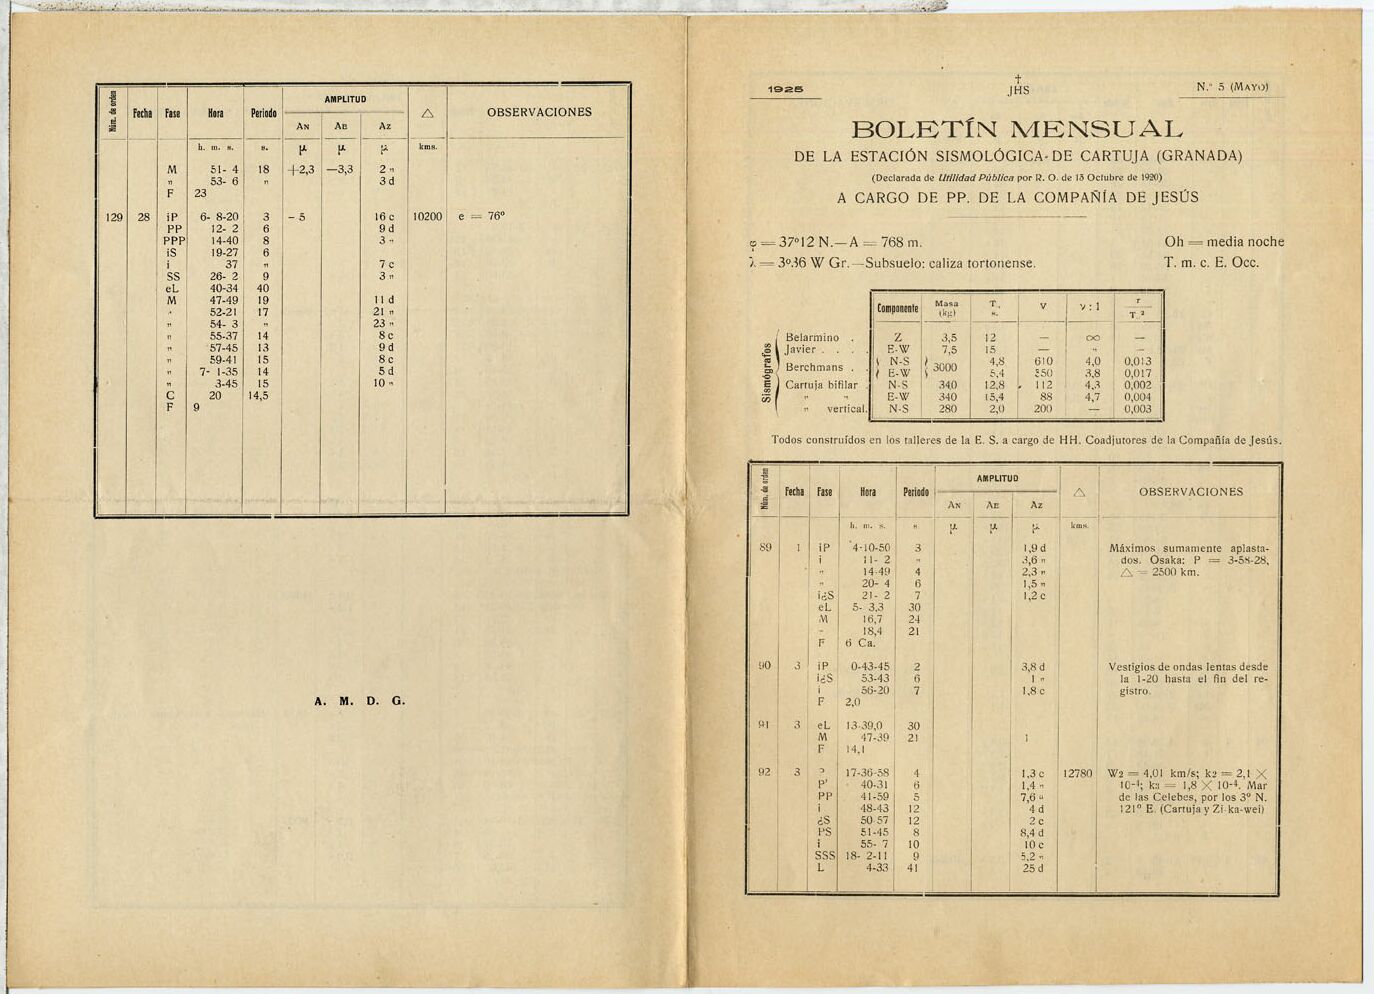 Núm. de orden Fecha Fase Hora Periodo AMPLITUD △ OBSERVACIONES
AN AE AZ
h. m. s. s. µ µ µ kms.
M 51- 4 18 +2,3 —3,3 2 „
„ 53- 6 „ 3 d
F 23
129 28 iP 6- 8-20 3 - 5 16 c 10200 e = 76º
PP 12- 2 6 9 d
PPP 14-40 8 3 „
iS 19-27 6
i 37 „ 7 c
SS 26- 2 9 3 „
eL 40-34 40
M 47-49 19 11 d
„ 52-21 17 21 „
„ 54- 3 „ 23 „
„ 55-37 14 8 c
„ 57-45 13 9 d
„ 59-41 15 8 c
„ 7- 1-35 14 5 d
„ 3-45 15 10 „
C 20 14,5
F 9
A. M. D. G.
1925 JHS N.º 5 (MAYO)
BOLETÍN MENSUAL
DE LA ESTACIÓN SISMOLÓGICA DE CARTUJA (GRANADA)
(Declarada de Utilidad Pública por R. O. de 13 Octubre de 1920)
A CARGO DE PP. DE LA COMPAÑÍA DE JESÚS
φ = 37º12 N.—A = 768 m. Oh = media noche
λ = 3º36 W Gr.—Subsuelo: caliza tortonense. T. m. c. E. Occ.
Componente Masa (kg) T. s. V v : 1 r T.²
Sismógrafos
Belarmino . Z 3,5 12 — ∞ —
Javier . . . . E-W 7,5 15 — „ —
Berchmans . . N-S 3000 4,8 610 4,0 0,013
E-W 5,4 350 3,8 0,017
Cartuja bifilar N-S 340 12,8 112 4,3 0,002
„ „ E-W 340 15,4 88 4,7 0,004
„ vertical. N-S 280 2,0 200 — 0,003
Todos construídos en los talleres de la E. S. a cargo de HH. Coadjutores de la Compañía de Jesús.
Núm. de orden Fecha Fase Hora Periodo AMPLITUD △ OBSERVACIONES
AN AE AZ
h. m. s. s µ µ µ kms.
89 1 iP 4-10-50 3 1,9 d Máximos sumamente aplasta-
i 11- 2 „ 3,6 „ dos. Osaka: P = 3-58-28,
„ 14-49 4 2,3 „ △ = 2500 km.
„ 20- 4 6 1,5 „
i¿S 21- 2 7 1,2 c
eL 5- 3,3 30
M 16,7 24
„ 18,4 21
F 6 Ca.
90 3 iP 0-43-45 2 3,8 d Vestigios de ondas lentas desde
i¿S 53-43 6 1 „ la 1-20 hasta el fin del re-
i 56-20 7 1,8 c gistro.
F 2,0
91 3 eL 13-39,0 30
M 47-39 21 1
F 14,1
92 3 17-36-58 4 1,3 c 12780 W2 = 4,01 km/s; k2 = 2,1 ×
P' 40-31 6 1,4 „ 10-4; k3 = 1,8 × 10-4. Mar
PP 41-59 5 7,6 „ de las Celebes, por los 3º N.
i 48-43 12 4 d 121º E. (Cartuja y Zi-ka-wei)
¿S 50 57 12 2 c
PS 51-45 8 8,4 d
i 55- 7 10 10 c
SSS 18- 2-11 9 5,2 „
L 4-33 41 25 d